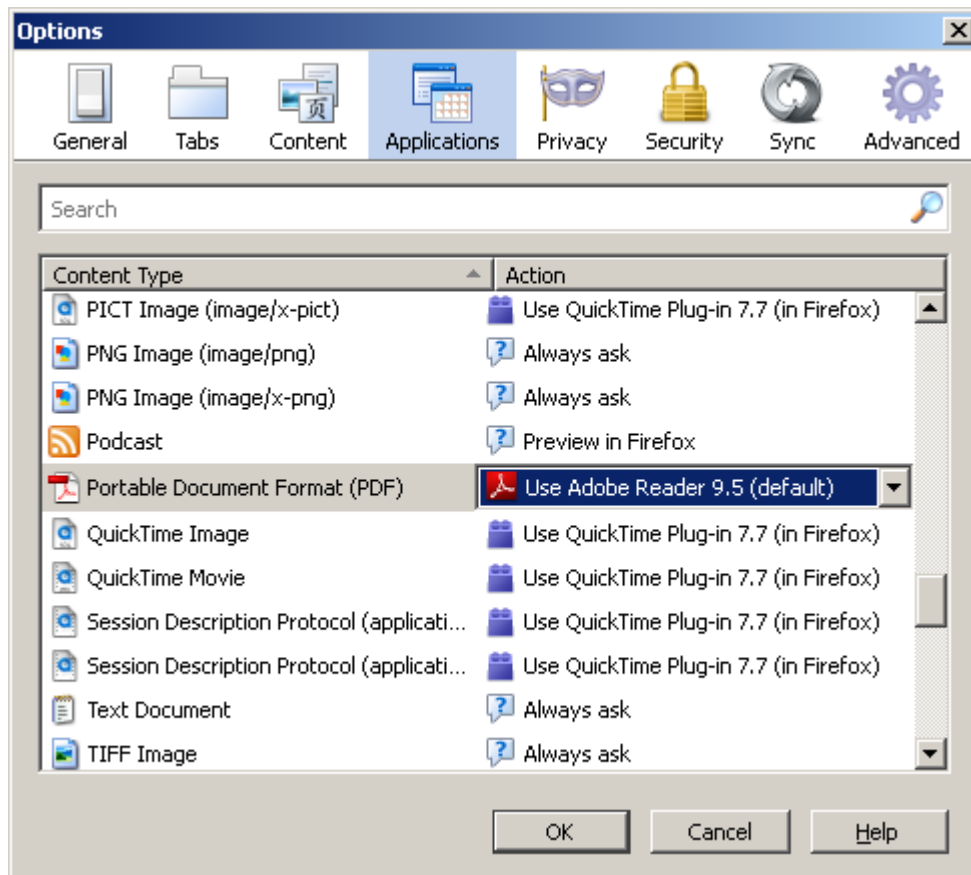 Options
General Tabs Content Applications Privacy Security Sync Advanced
页
Search
Content Type Action
PICT Image (image/x-pict) Use QuickTime Plug-in 7.7 (in Firefox)
PNG Image (image/png) Always ask
PNG Image (image/x-png) Always ask
Podcast Preview in Firefox
Portable Document Format (PDF) Use Adobe Reader 9.5 (default)
QuickTime Image Use QuickTime Plug-in 7.7 (in Firefox)
QuickTime Movie Use QuickTime Plug-in 7.7 (in Firefox)
Session Description Protocol (applicati... Use QuickTime Plug-in 7.7 (in Firefox)
Session Description Protocol (applicati... Use QuickTime Plug-in 7.7 (in Firefox)
Text Document Always ask
TIFF Image Always ask
OK Cancel Help